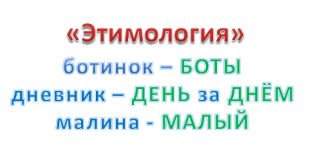 «Этимология»
ботинок – БОТЫ
дневник – ДЕНЬ за ДНЁМ
малина - МАЛЫЙ